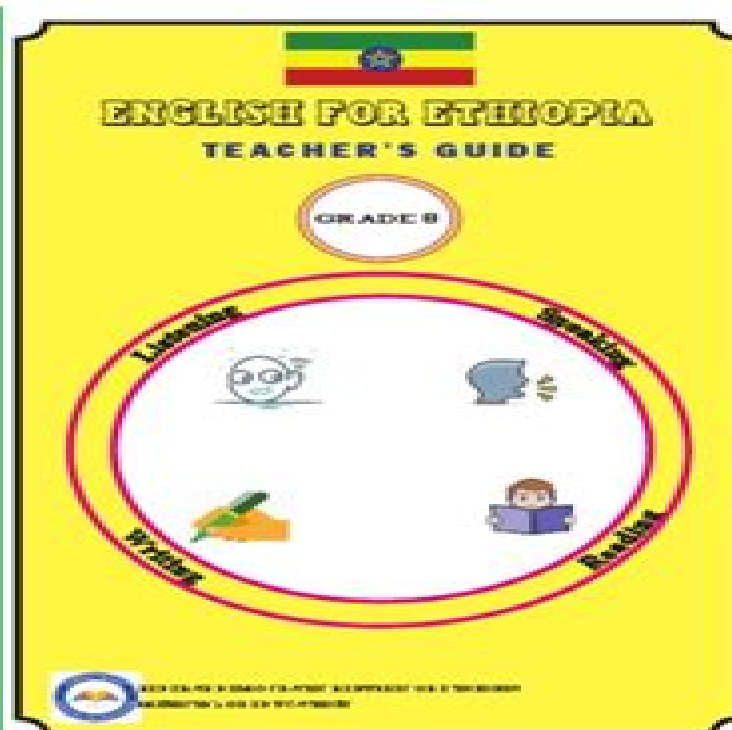 ENGLISH FOR ETHIOPIA
TEACHER'S GUIDE
GRADE 8
Listening
Speaking
Writing
Reading